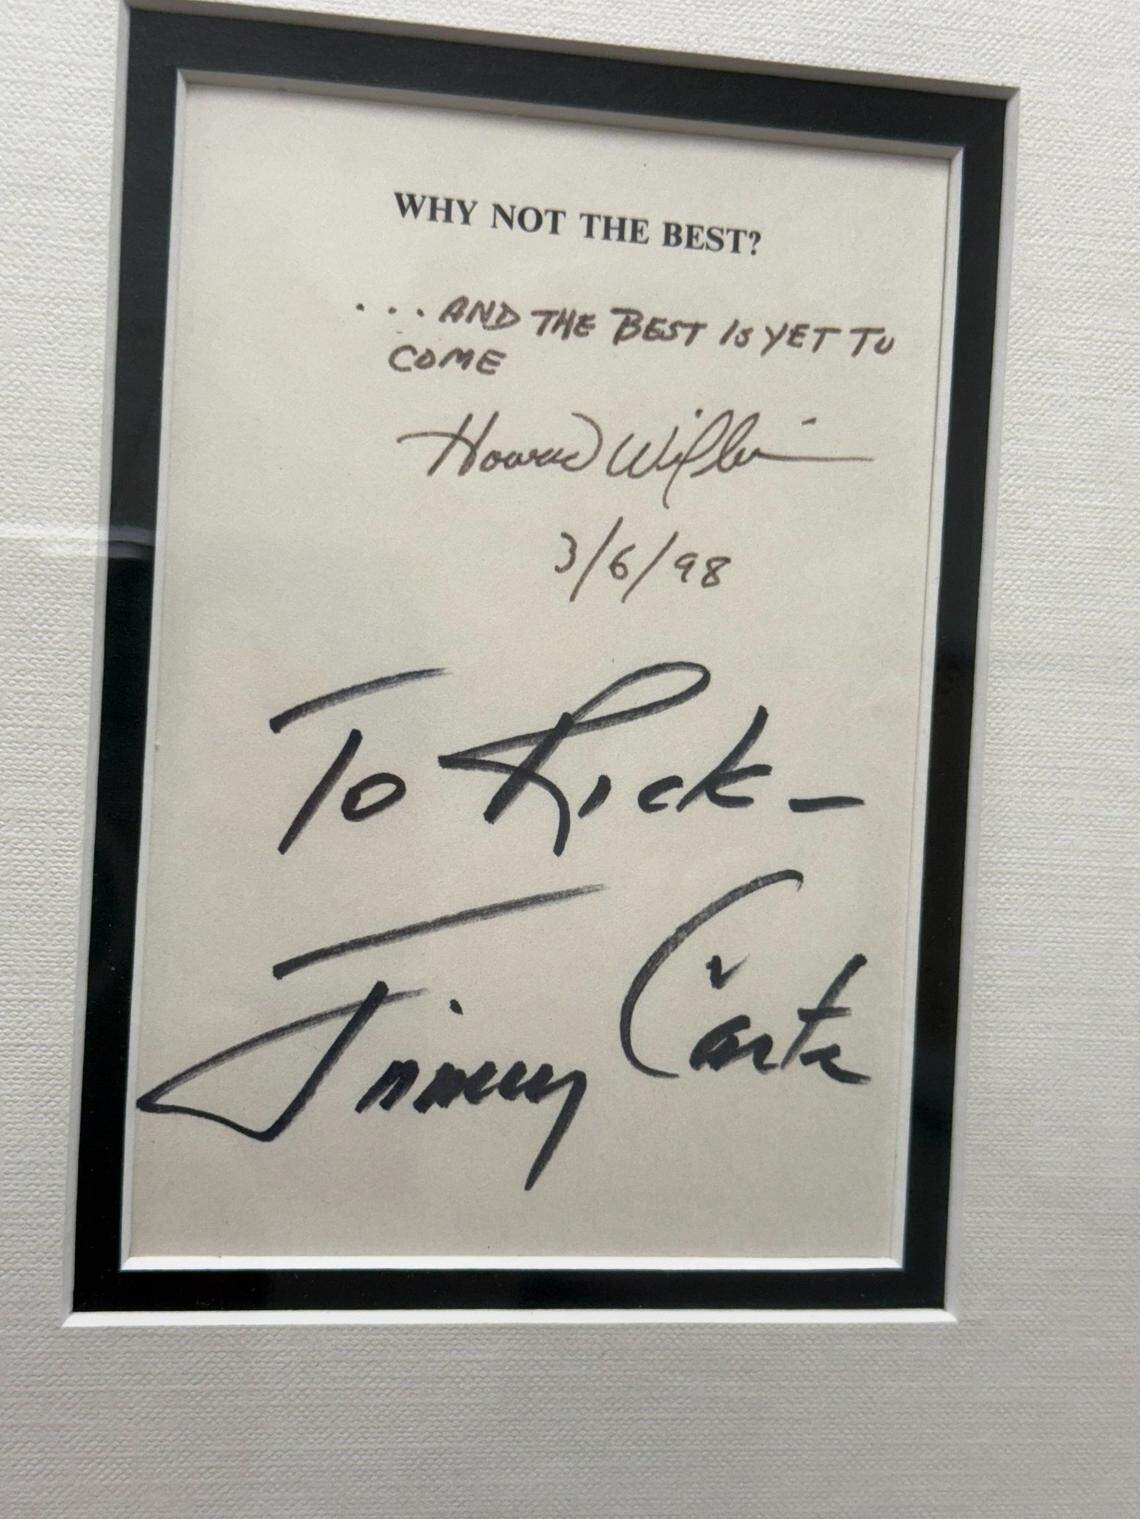 WHY NOT THE BEST?
. . . AND THE BEST IS YET TO
COME
Howard
3/6/98
To Rick -
Jimmy Carter